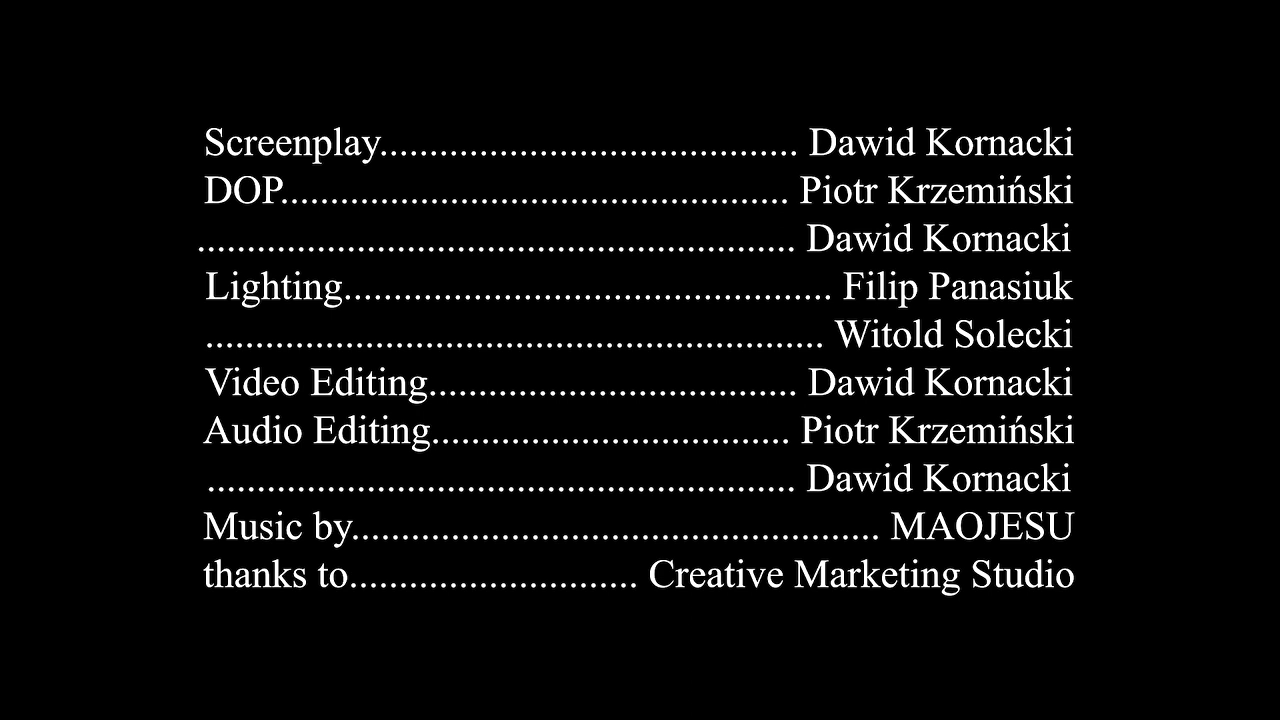 Screenplay.......................................... Dawid Kornacki
DOP................................................... Piotr Krzemiński
............................................................ Dawid Kornacki
Lighting................................................. Filip Panasiuk
.............................................................. Witold Solecki
Video Editing..................................... Dawid Kornacki
Audio Editing.................................... Piotr Krzemiński
........................................................... Dawid Kornacki
Music by..................................................... MAOJESU
thanks to............................. Creative Marketing Studio